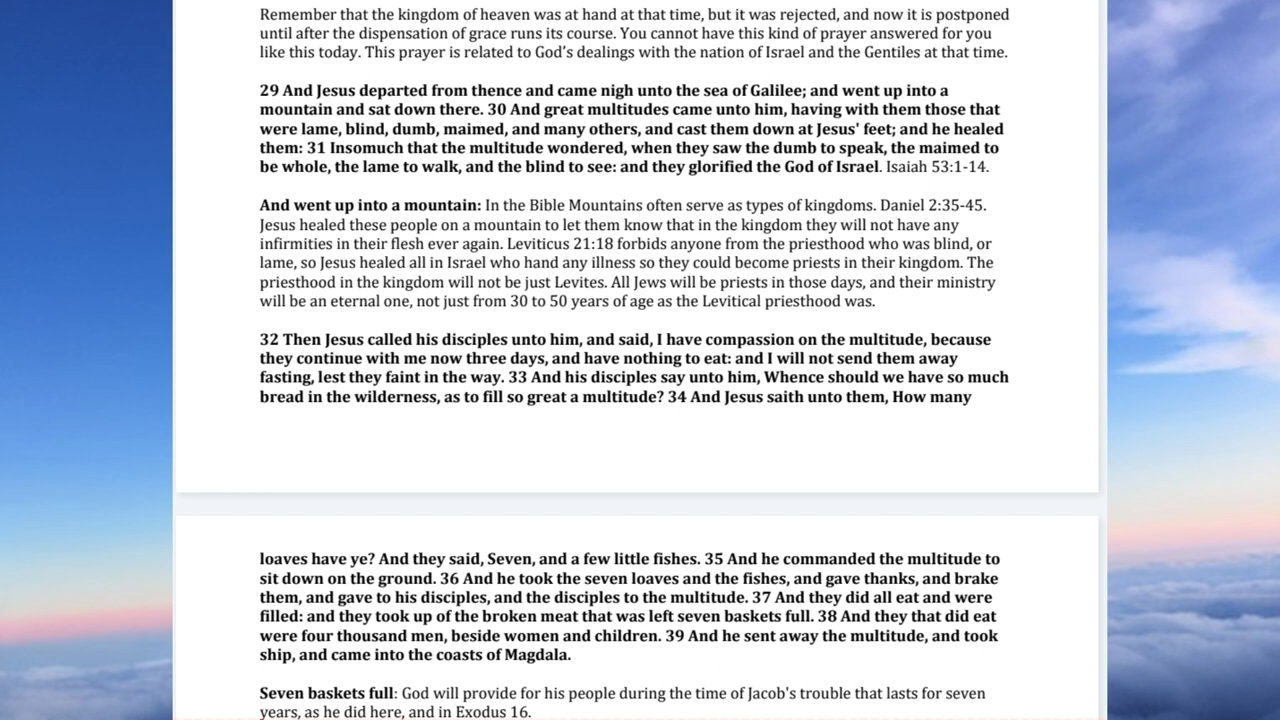 Remember that the kingdom of heaven was at hand at that time, but it was rejected, and now it is postponed
until after the dispensation of grace runs its course. You cannot have this kind of prayer answered for you
like this today. This prayer is related to God’s dealings with the nation of Israel and the Gentiles at that time.
29 And Jesus departed from thence and came nigh unto the sea of Galilee; and went up into a
mountain and sat down there. 30 And great multitudes came unto him, having with them those that
were lame, blind, dumb, maimed, and many others, and cast them down at Jesus' feet; and he healed
them: 31 Insomuch that the multitude wondered, when they saw the dumb to speak, the maimed to
be whole, the lame to walk, and the blind to see: and they glorified the God of Israel. Isaiah 53:1-14.
And went up into a mountain: In the Bible Mountains often serve as types of kingdoms. Daniel 2:35-45.
Jesus healed these people on a mountain to let them know that in the kingdom they will not have any
infirmities in their flesh ever again. Leviticus 21:18 forbids anyone from the priesthood who was blind, or
lame, so Jesus healed all in Israel who hand any illness so they could become priests in their kingdom. The
priesthood in the kingdom will not be just Levites. All Jews will be priests in those days, and their ministry
will be an eternal one, not just from 30 to 50 years of age as the Levitical priesthood was.
32 Then Jesus called his disciples unto him, and said, I have compassion on the multitude, because
they continue with me now three days, and have nothing to eat: and I will not send them away
fasting, lest they faint in the way. 33 And his disciples say unto him, Whence should we have so much
bread in the wilderness, as to fill so great a multitude? 34 And Jesus saith unto them, How many
loaves have ye? And they said, Seven, and a few little fishes. 35 And he commanded the multitude to
sit down on the ground. 36 And he took the seven loaves and the fishes, and gave thanks, and brake
them, and gave to his disciples, and the disciples to the multitude. 37 And they did all eat and were
filled: and they took up of the broken meat that was left seven baskets full. 38 And they that did eat
were four thousand men, beside women and children. 39 And he sent away the multitude, and took
ship, and came into the coasts of Magdala.
Seven baskets full: God will provide for his people during the time of Jacob's trouble that lasts for seven
years, as he did here, and in Exodus 16.